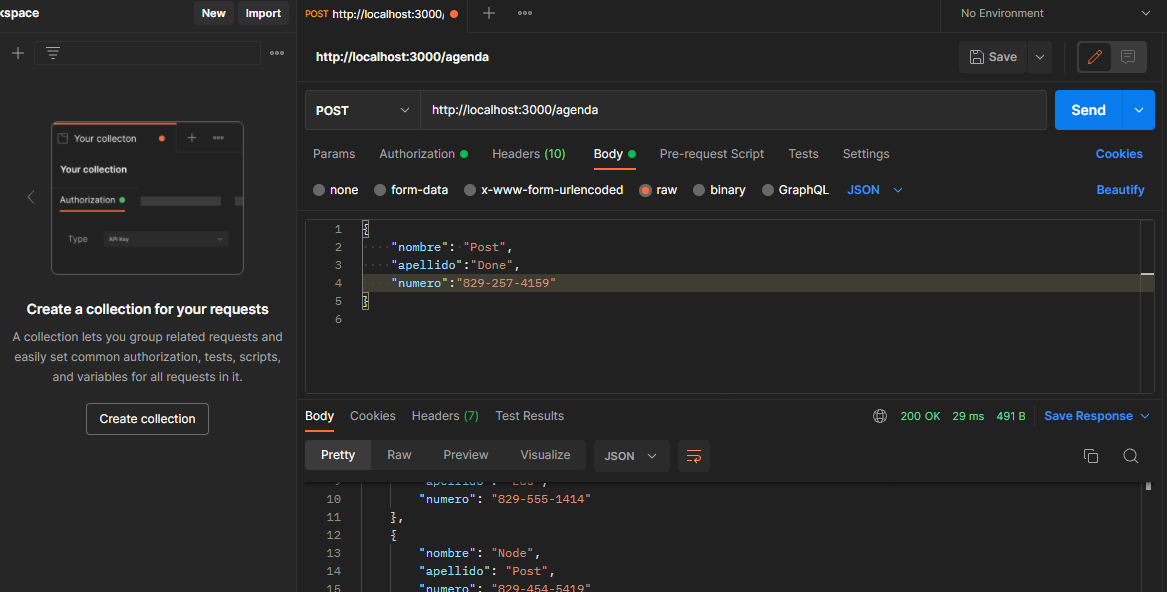 kspace
New
Import
Your collecton
Your collection
Authorization
Type
API Key
Create a collection for your requests
A collection lets you group related requests and
easily set common authorization, tests, scripts,
and variables for all requests in it.
Create collection
POST http://localhost:3000/
No Environment
http://localhost:3000/agenda
Save
POST
http://localhost:3000/agenda
Send
Params Authorization Headers (10) Body Pre-request Script Tests Settings Cookies
none form-data x-www-form-urlencoded raw binary GraphQL JSON Beautify
1 {
2 "nombre": "Post",
3 "apellido":"Done",
4 "numero":"829-257-4159"
5 }
6
Body Cookies Headers (7) Test Results 200 OK 29 ms 491 B Save Response
Pretty Raw Preview Visualize JSON
"apellido":
10 "numero": "829-555-1414"
11 },
12 {
13 "nombre": "Node",
14 "apellido": "Post",
15 "numero": "829-454-5419"